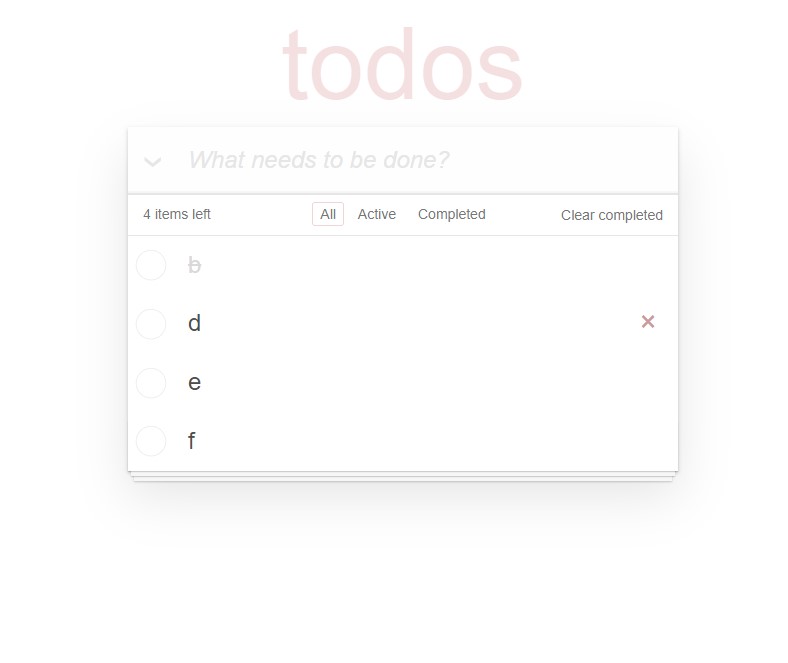 todos
What needs to be done?
4 items left All Active Completed Clear completed
b
d
e
f